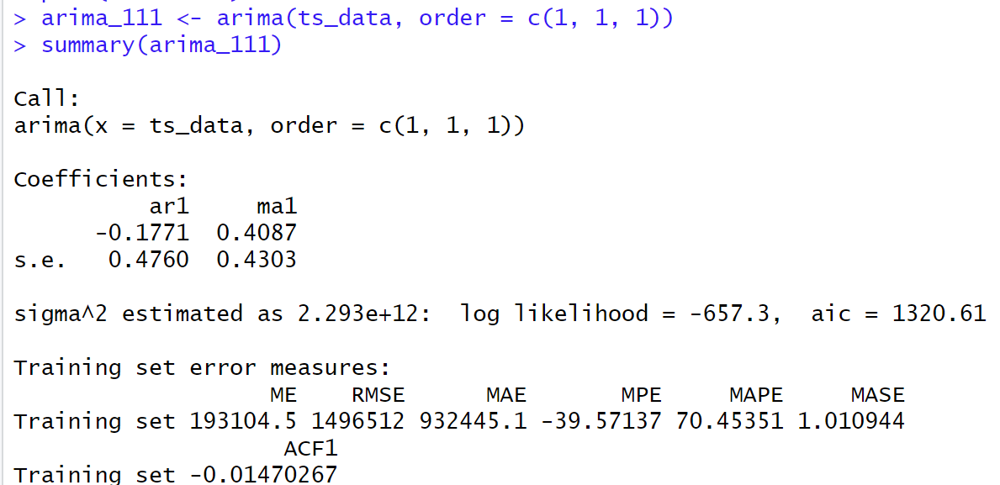 > arima_111 <- arima(ts_data, order = c(1, 1, 1))
> summary(arima_111)
Call:
arima(x = ts_data, order = c(1, 1, 1))
Coefficients:
ar1 ma1
-0.1771 0.4087
s.e. 0.4760 0.4303
sigma^2 estimated as 2.293e+12: log likelihood = -657.3, aic = 1320.61
Training set error measures:
ME RMSE MAE MPE MAPE MASE
Training set 193104.5 1496512 932445.1 -39.57137 70.45351 1.010944
ACF1
Training set -0.01470267